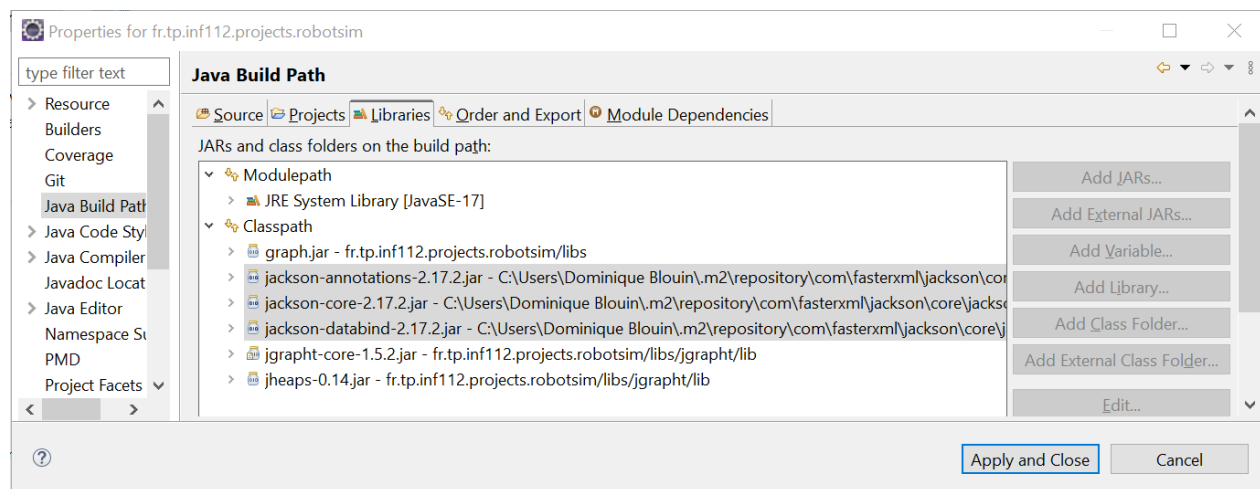 Properties for fr.tp.inf112.projects.robotsim
type filter text
Java Build Path
Resource
Builders
Coverage
Git
Java Build Path
Java Code Styl
Java Compiler
Javadoc Locat
Java Editor
Namespace Su
PMD
Project Facets
Source Projects Libraries Order and Export Module Dependencies
JARs and class folders on the build path:
Modulepath
JRE System Library [JavaSE-17]
Classpath
graph.jar - fr.tp.inf112.projects.robotsim/libs
jackson-annotations-2.17.2.jar - C:\Users\Dominique Blouin\.m2\repository\com\fasterxml\jackson\cor
jackson-core-2.17.2.jar - C:\Users\Dominique Blouin\.m2\repository\com\fasterxml\jackson\core\jackso
jackson-databind-2.17.2.jar - C:\Users\Dominique Blouin\.m2\repository\com\fasterxml\jackson\core\j
jgrapht-core-1.5.2.jar - fr.tp.inf112.projects.robotsim/libs/jgrapht/lib
jheaps-0.14.jar - fr.tp.inf112.projects.robotsim/libs/jgrapht/lib
Add JARs...
Add External JARs...
Add Variable...
Add Library...
Add Class Folder...
Add External Class Folder...
Edit...
Apply and Close
Cancel